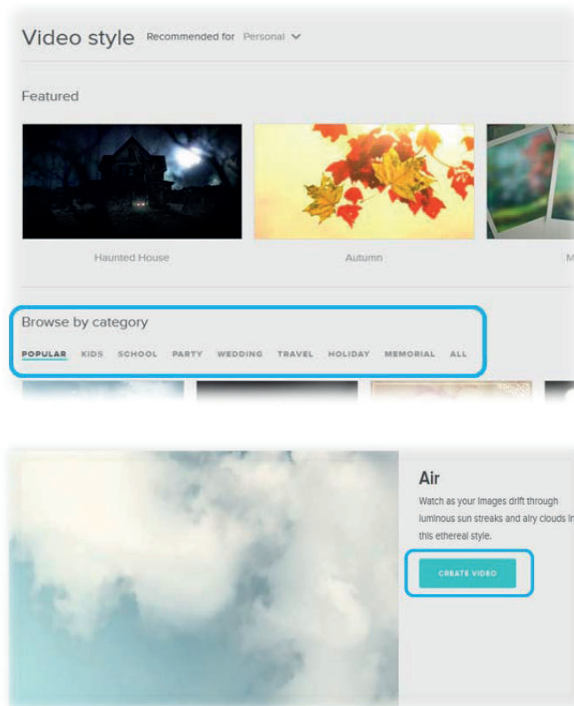 Video style Recommended for Personal
Featured
Haunted House Autumn M
Browse by category
POPULAR KIDS SCHOOL PARTY WEDDING TRAVEL HOLIDAY MEMORIAL ALL
Air
Watch as your images drift through
luminous sun streaks and airy clouds in
this ethereal style.
CREATE VIDEO